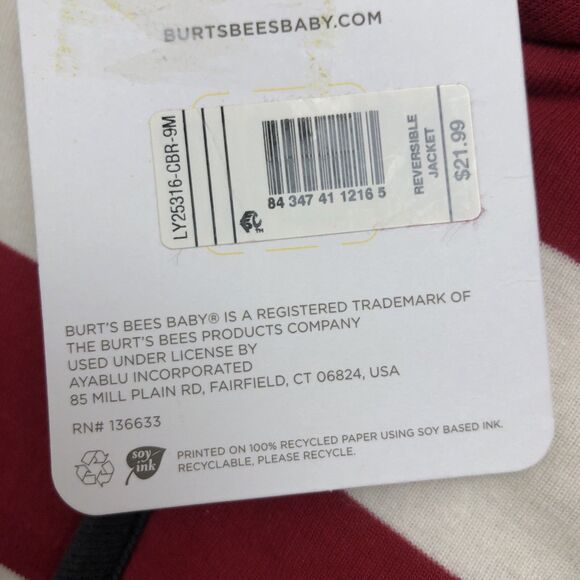 BURTSBEESBABY.COM
LY25316-CBR-9M
84 347 41 1216 5
REVERSIBLE
JACKET
$21.99
BURT'S BEES BABY® IS A REGISTERED TRADEMARK OF
THE BURT'S BEES PRODUCTS COMPANY
USED UNDER LICENSE BY
AYABLU INCORPORATED
85 MILL PLAIN RD, FAIRFIELD, CT 06824, USA
RN# 136633
soy
ink
PRINTED ON 100% RECYCLED PAPER USING SOY BASED INK.
RECYCLABLE, PLEASE RECYCLE.